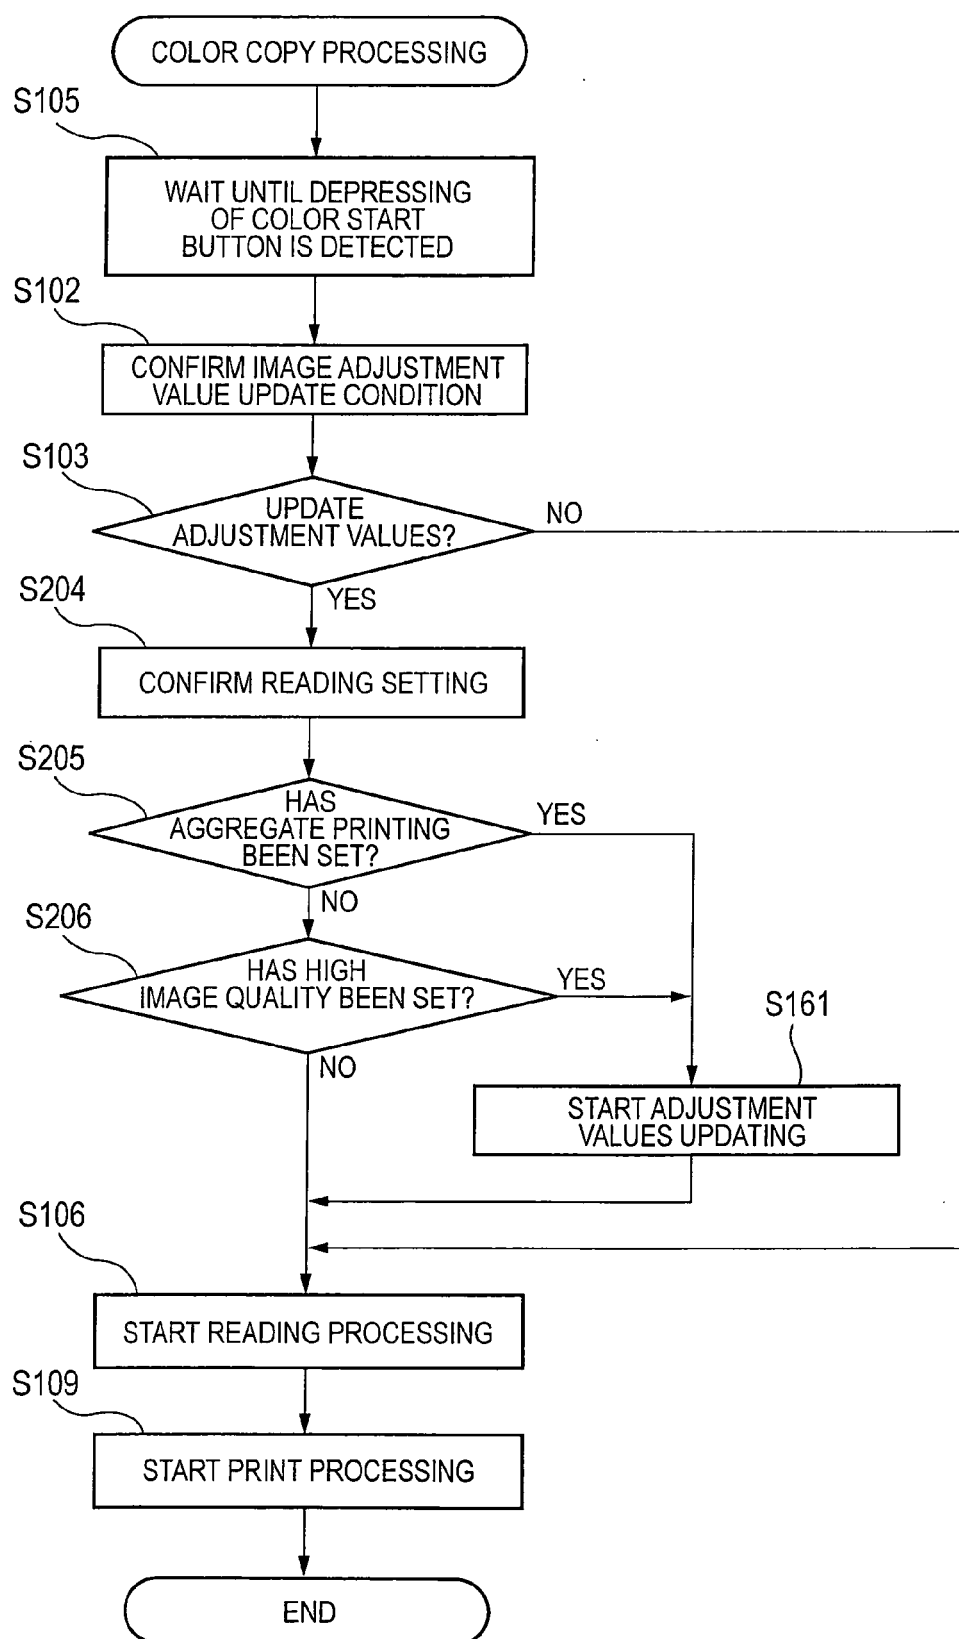 COLOR COPY PROCESSING
S105
WAIT UNTIL DEPRESSING
OF COLOR START
BUTTON IS DETECTED
S102
CONFIRM IMAGE ADJUSTMENT
VALUE UPDATE CONDITION
S103
UPDATE
ADJUSTMENT VALUES?
NO
YES
S204
CONFIRM READING SETTING
S205
HAS
AGGREGATE PRINTING
BEEN SET?
YES
NO
S206
HAS HIGH
IMAGE QUALITY BEEN SET?
YES
NO
S161
START ADJUSTMENT
VALUES UPDATING
S106
START READING PROCESSING
S109
START PRINT PROCESSING
END